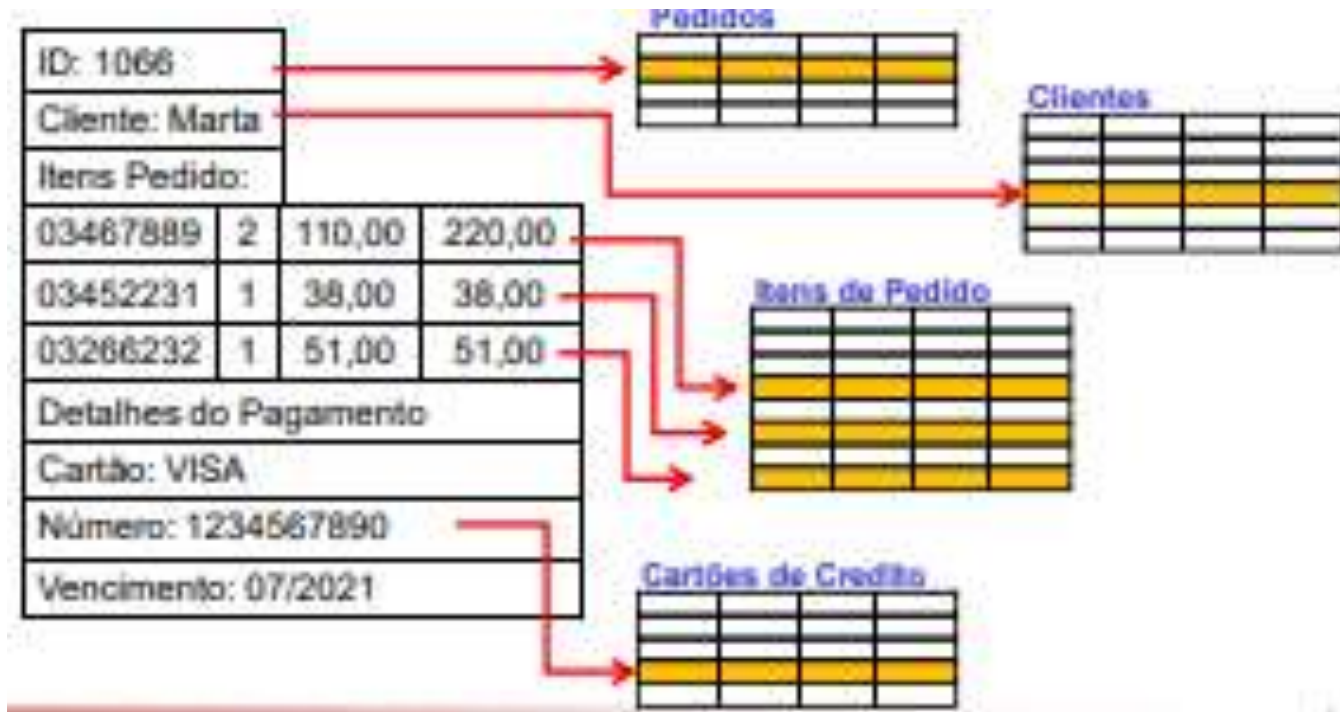 Pedidos
ID: 1066
Cliente: Marta
Itens Pedido:
03467889 2 110,00 220,00
03452231 1 38,00 38,00
03266232 1 51,00 51,00
Detalhes do Pagamento
Cartão: VISA
Número: 1234567890
Vencimento: 07/2021
Clientes
Itens de Pedido
Cartões de Credito